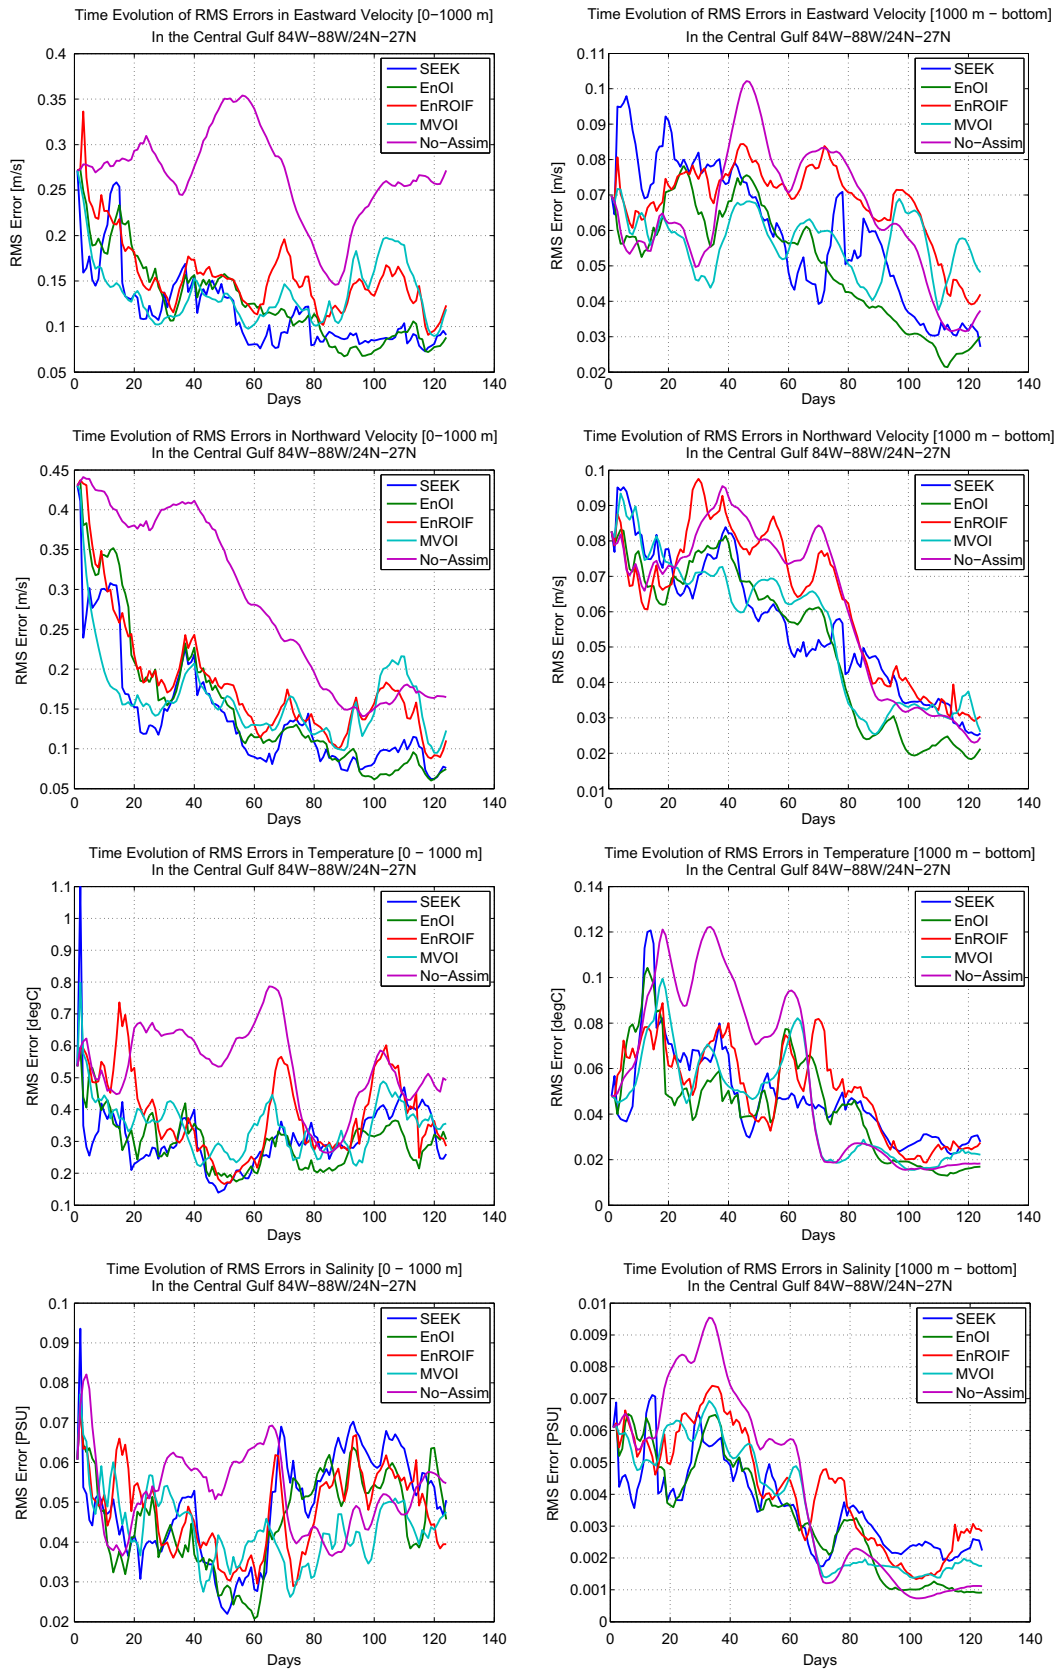 Time Evolution of RMS Errors in Eastward Velocity [0−1000 m]
In the Central Gulf 84W−88W/24N−27N
RMS Error [m/s]
0.4
0.35
0.3
0.25
0.2
0.15
0.1
0.05
0 20 40 60 80 100 120 140
Days
SEEK
EnOI
EnROIF
MVOI
No−Assim
Time Evolution of RMS Errors in Eastward Velocity [1000 m − bottom]
In the Central Gulf 84W−88W/24N−27N
RMS Error [m/s]
0.11
0.1
0.09
0.08
0.07
0.06
0.05
0.04
0.03
0.02
0 20 40 60 80 100 120 140
Days
SEEK
EnOI
EnROIF
MVOI
No−Assim
Time Evolution of RMS Errors in Northward Velocity [0−1000 m]
In the Central Gulf 84W−88W/24N−27N
RMS Error [m/s]
0.45
0.4
0.35
0.3
0.25
0.2
0.15
0.1
0.05
0 20 40 60 80 100 120 140
Days
SEEK
EnOI
EnROIF
MVOI
No−Assim
Time Evolution of RMS Errors in Northward Velocity [1000 m − bottom]
In the Central Gulf 84W−88W/24N−27N
RMS Error [m/s]
0.1
0.09
0.08
0.07
0.06
0.05
0.04
0.03
0.02
0.01
0 20 40 60 80 100 120 140
Days
SEEK
EnOI
EnROIF
MVOI
No−Assim
Time Evolution of RMS Errors in Temperature [0 − 1000 m]
In the Central Gulf 84W−88W/24N−27N
RMS Error [degC]
1.1
1
0.9
0.8
0.7
0.6
0.5
0.4
0.3
0.2
0.1
0 20 40 60 80 100 120 140
Days
SEEK
EnOI
EnROIF
MVOI
No−Assim
Time Evolution of RMS Errors in Temperature [1000 m − bottom]
In the Central Gulf 84W−88W/24N−27N
RMS Error [degC]
0.14
0.12
0.1
0.08
0.06
0.04
0.02
0
0 20 40 60 80 100 120 140
Days
SEEK
EnOI
EnROIF
MVOI
No−Assim
Time Evolution of RMS Errors in Salinity [0 − 1000 m]
In the Central Gulf 84W−88W/24N−27N
RMS Error [PSU]
0.1
0.09
0.08
0.07
0.06
0.05
0.04
0.03
0.02
0 20 40 60 80 100 120 140
Days
SEEK
EnOI
EnROIF
MVOI
No−Assim
Time Evolution of RMS Errors in Salinity [1000 m − bottom]
In the Central Gulf 84W−88W/24N−27N
RMS Error [PSU]
0.01
0.009
0.008
0.007
0.006
0.005
0.004
0.003
0.002
0.001
0
0 20 40 60 80 100 120 140
Days
SEEK
EnOI
EnROIF
MVOI
No−Assim